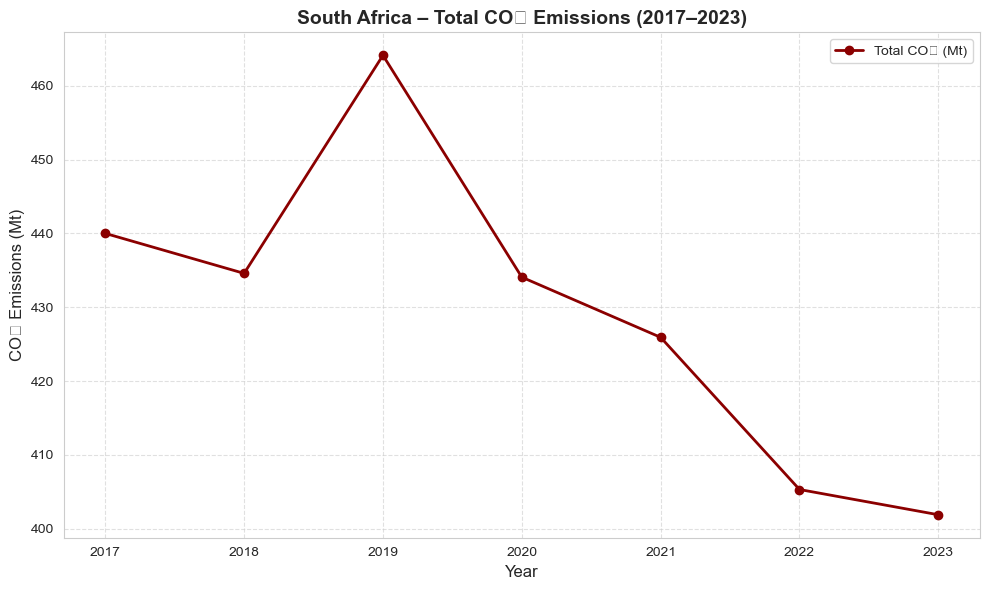 South Africa – Total CO▯ Emissions (2017–2023)
Total CO▯ (Mt)
CO▯ Emissions (Mt)
460
450
440
430
420
410
400
2017 2018 2019 2020 2021 2022 2023
Year